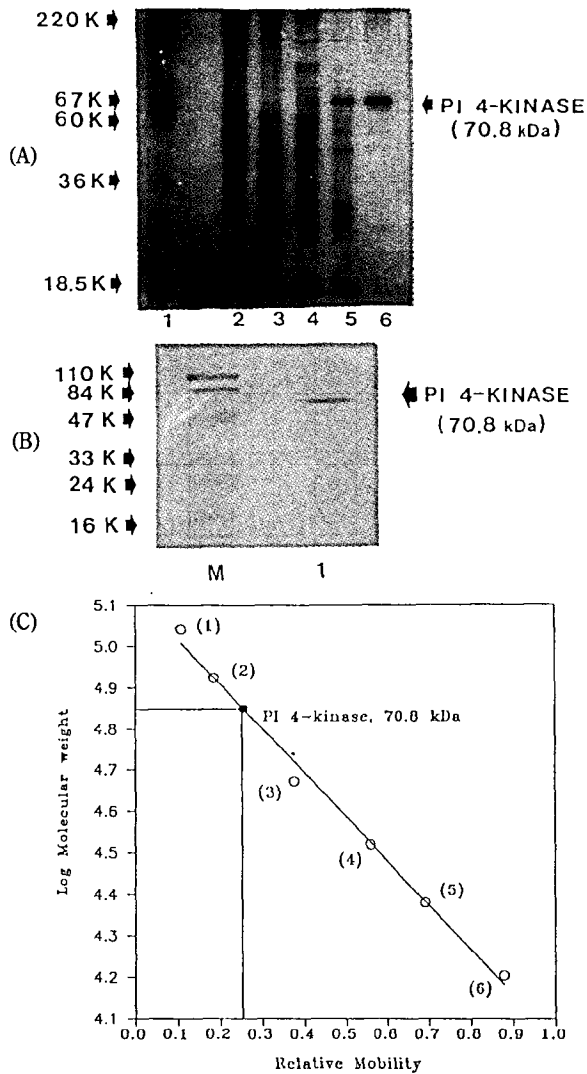 (A)
220 K
67 K
60 K
36 K
18.5 K
PI 4-KINASE
(70.8 kDa)
1 2 3 4 5 6
(B)
110 K
84 K
47 K
33 K
24 K
16 K
PI 4-KINASE
(70.8 kDa)
M 1
(C)
Log Molecular weight
5.1
5.0
4.9
4.8
4.7
4.6
4.5
4.4
4.3
4.2
4.1
(1)
(2)
PI 4-kinase, 70.8 kDa
(3)
(4)
(5)
(6)
0.0 0.1 0.2 0.3 0.4 0.5 0.6 0.7 0.8 0.9 1.0
Relative Mobility